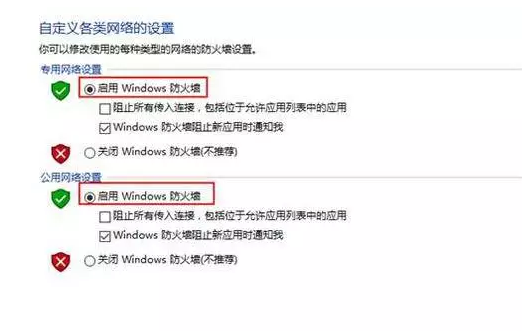 自定义各类网络的设置
你可以修改使用的每种类型的网络的防火墙设置。
专用网络设置
启用 Windows 防火墙
阻止所有传入连接，包括位于允许应用列表中的应用
Windows 防火墙阻止新应用时通知我
关闭 Windows 防火墙(不推荐)
公用网络设置
启用 Windows 防火墙
阻止所有传入连接，包括位于允许应用列表中的应用
Windows 防火墙阻止新应用时通知我
关闭 Windows 防火墙(不推荐)